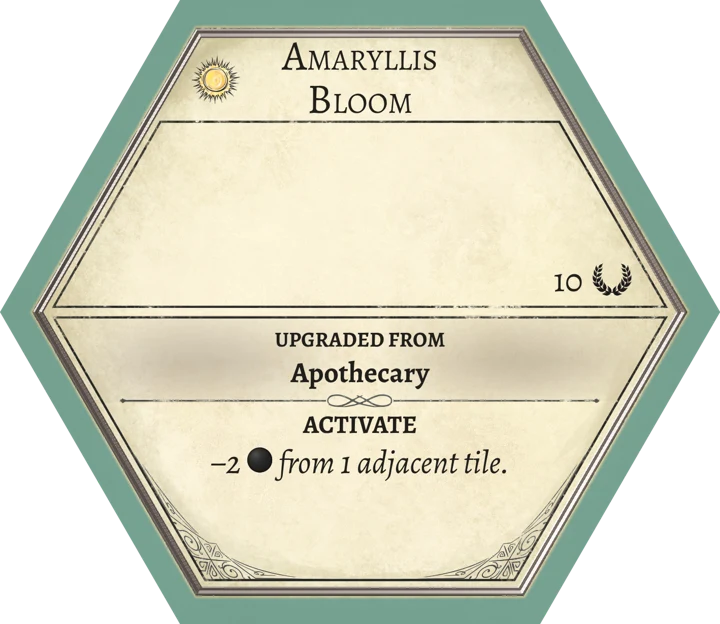 Amaryllis
Bloom
10
UPGRADED FROM
Apothecary
ACTIVATE
–2 from 1 adjacent tile.